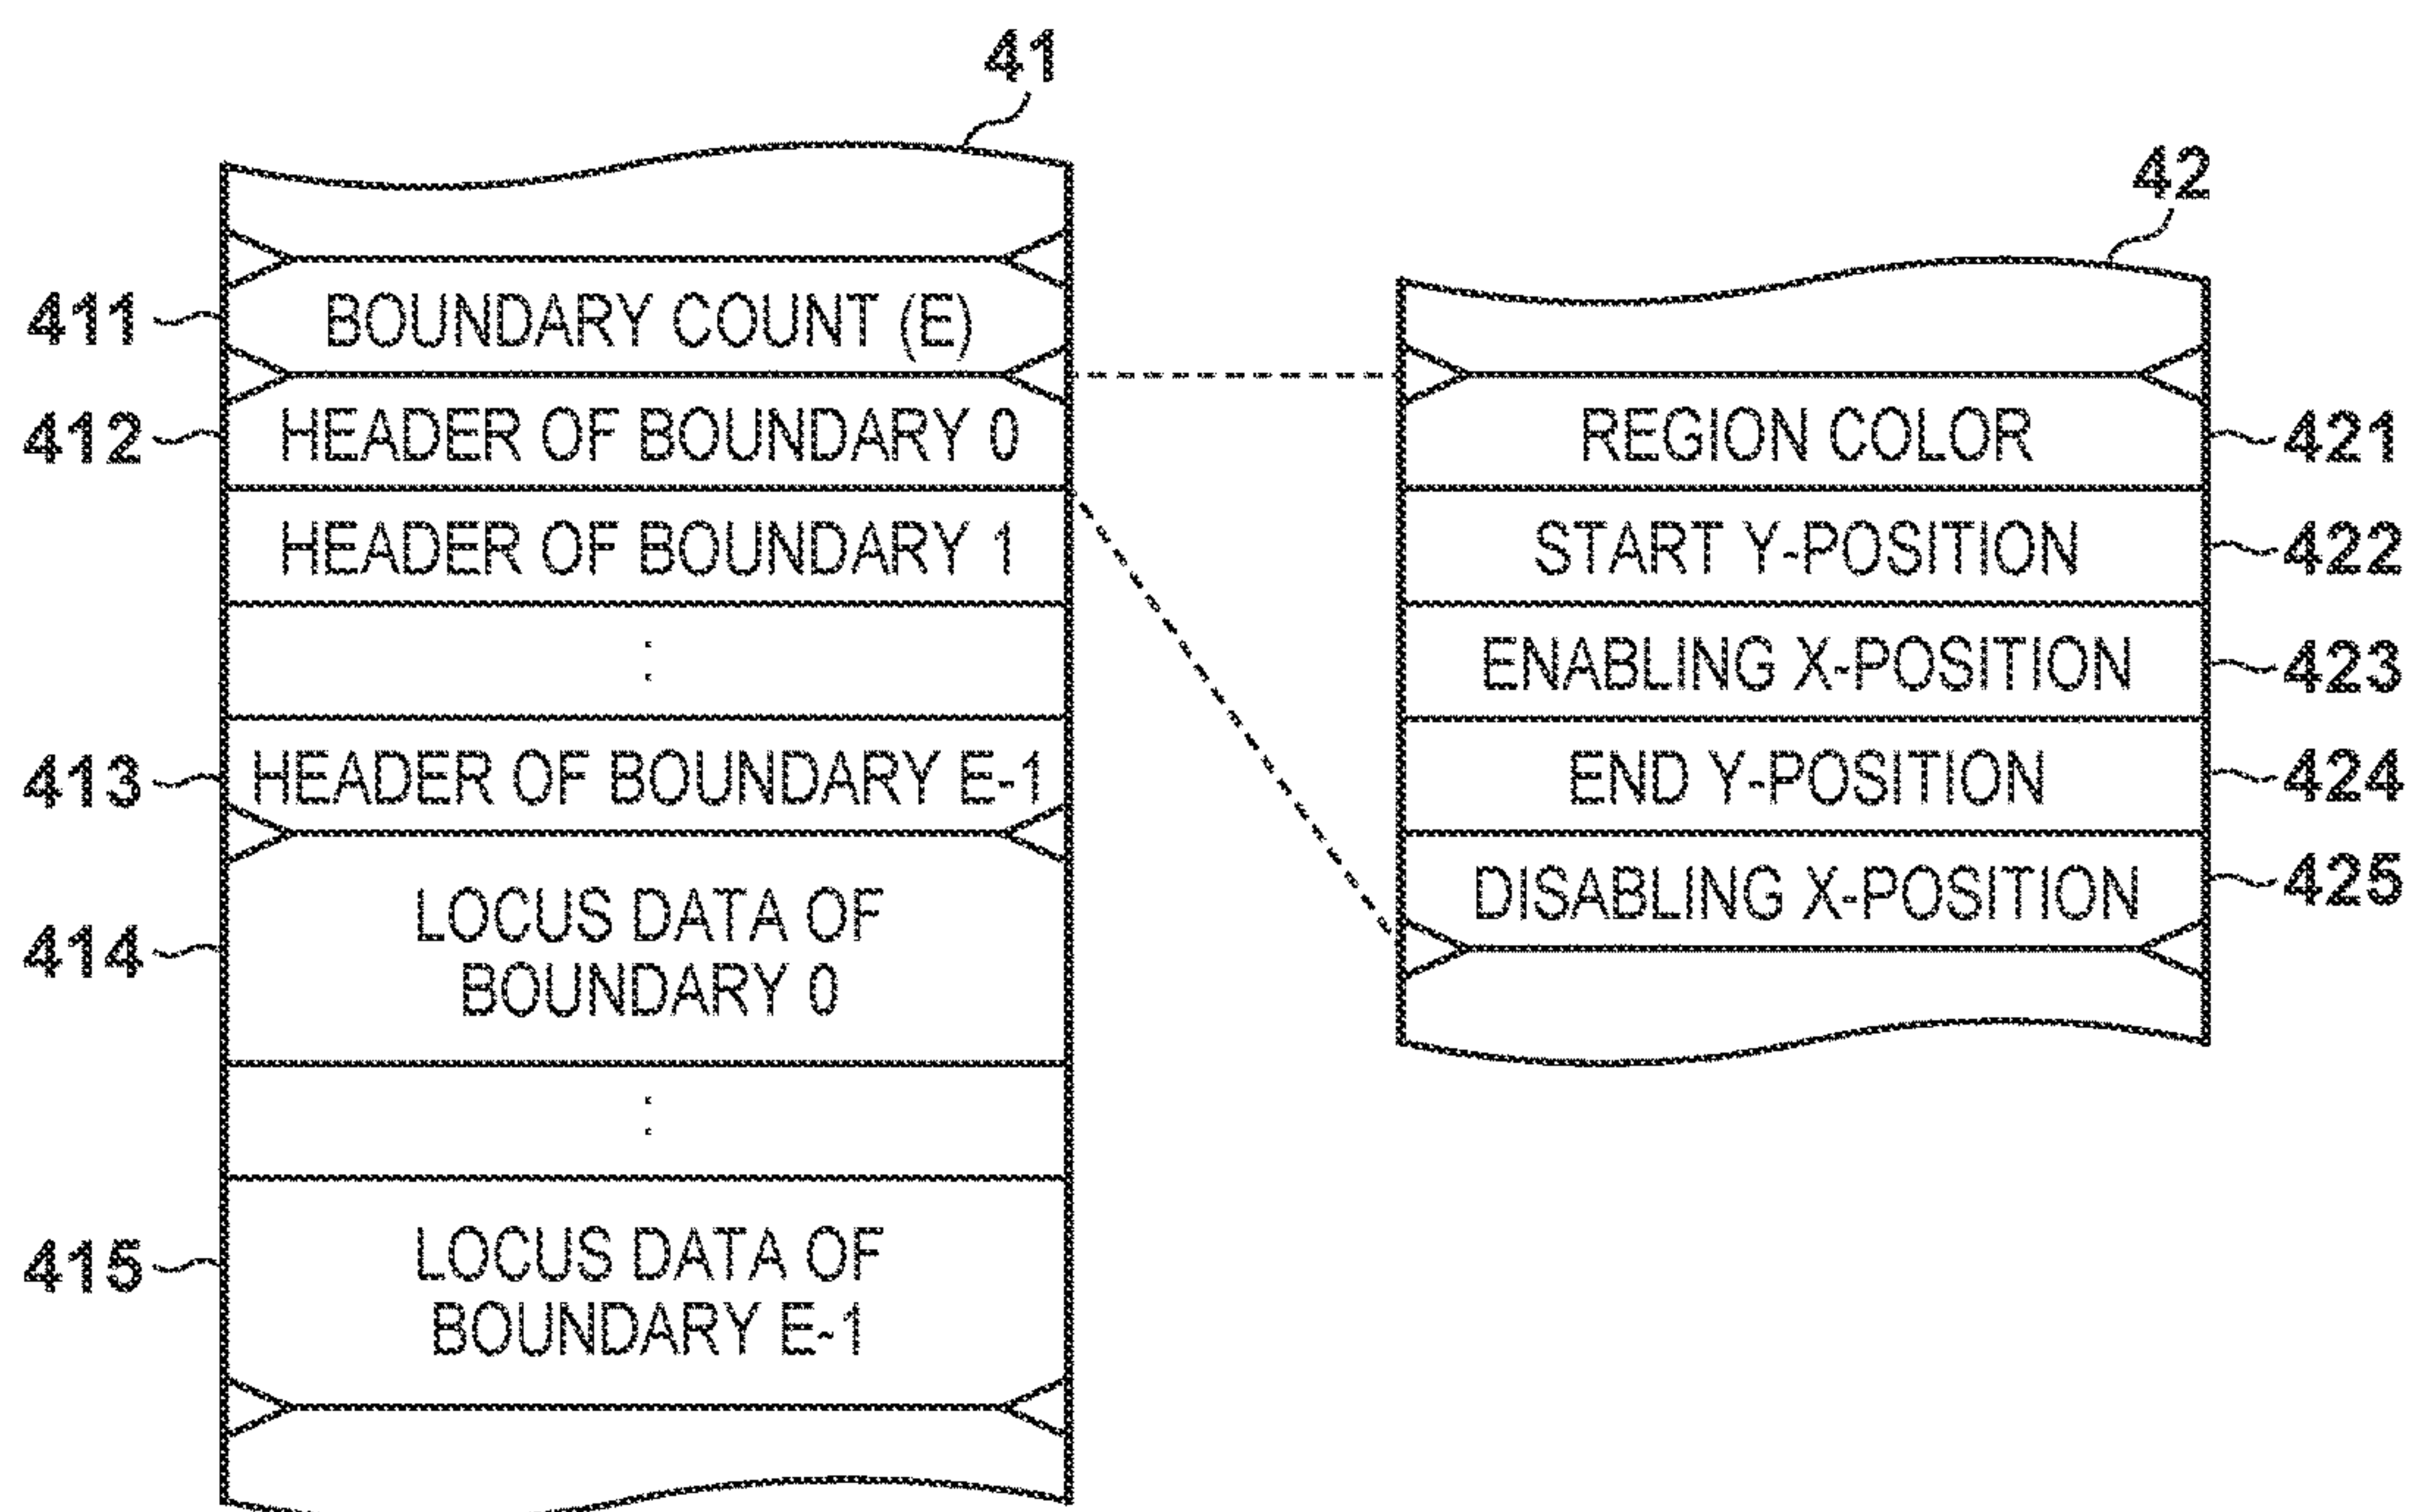 41
411 BOUNDARY COUNT (E)
412 HEADER OF BOUNDARY 0
HEADER OF BOUNDARY 1
:
413 HEADER OF BOUNDARY E-1
414 LOCUS DATA OF
BOUNDARY 0
:
415 LOCUS DATA OF
BOUNDARY E-1
42
REGION COLOR 421
START Y-POSITION 422
ENABLING X-POSITION 423
END Y-POSITION 424
DISABLING X-POSITION 425